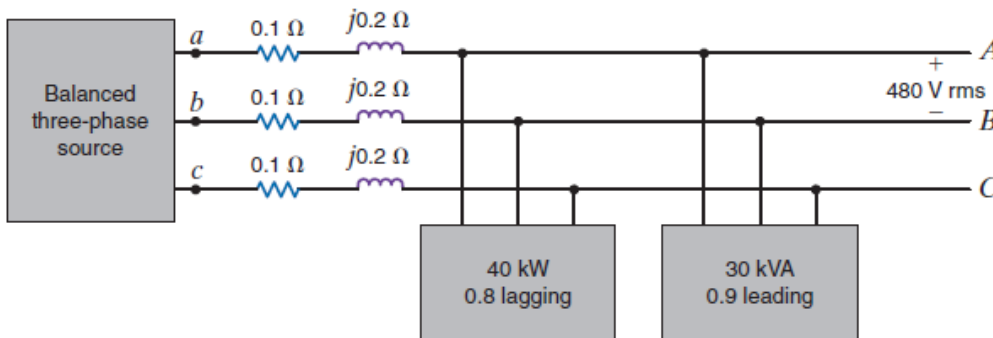 a
0.1 Ω
j0.2 Ω
A
+
480 V rms
−
Balanced
three-phase
source
b
0.1 Ω
j0.2 Ω
B
c
0.1 Ω
j0.2 Ω
C
40 kW
0.8 lagging
30 kVA
0.9 leading